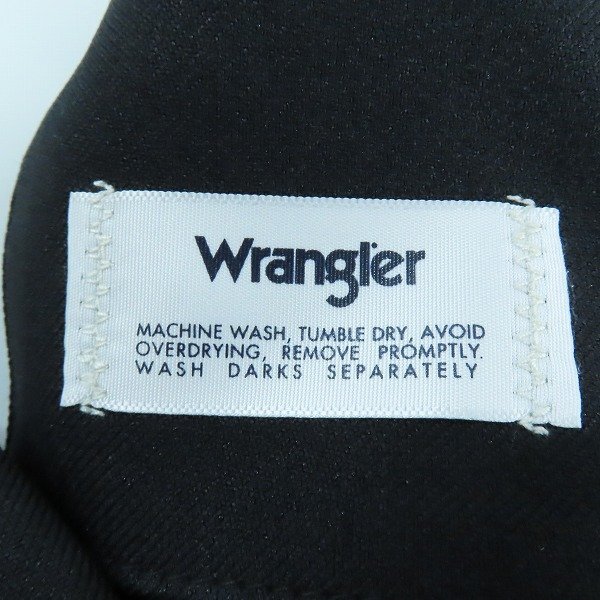 Wrangler
MACHINE WASH, TUMBLE DRY, AVOID
OVERDRYING, REMOVE PROMPTLY.
WASH DARKS SEPARATELY